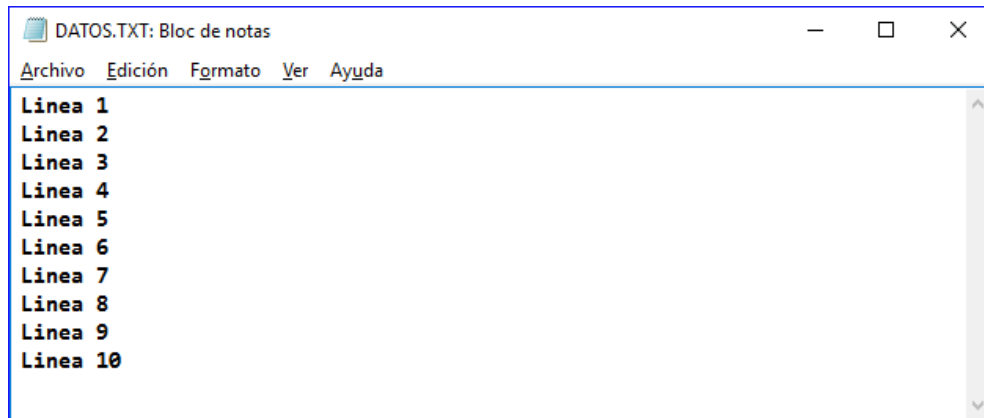 DATOS.TXT: Bloc de notas
Archivo Edición Formato Ver Ayuda
Linea 1
Linea 2
Linea 3
Linea 4
Linea 5
Linea 6
Linea 7
Linea 8
Linea 9
Linea 10